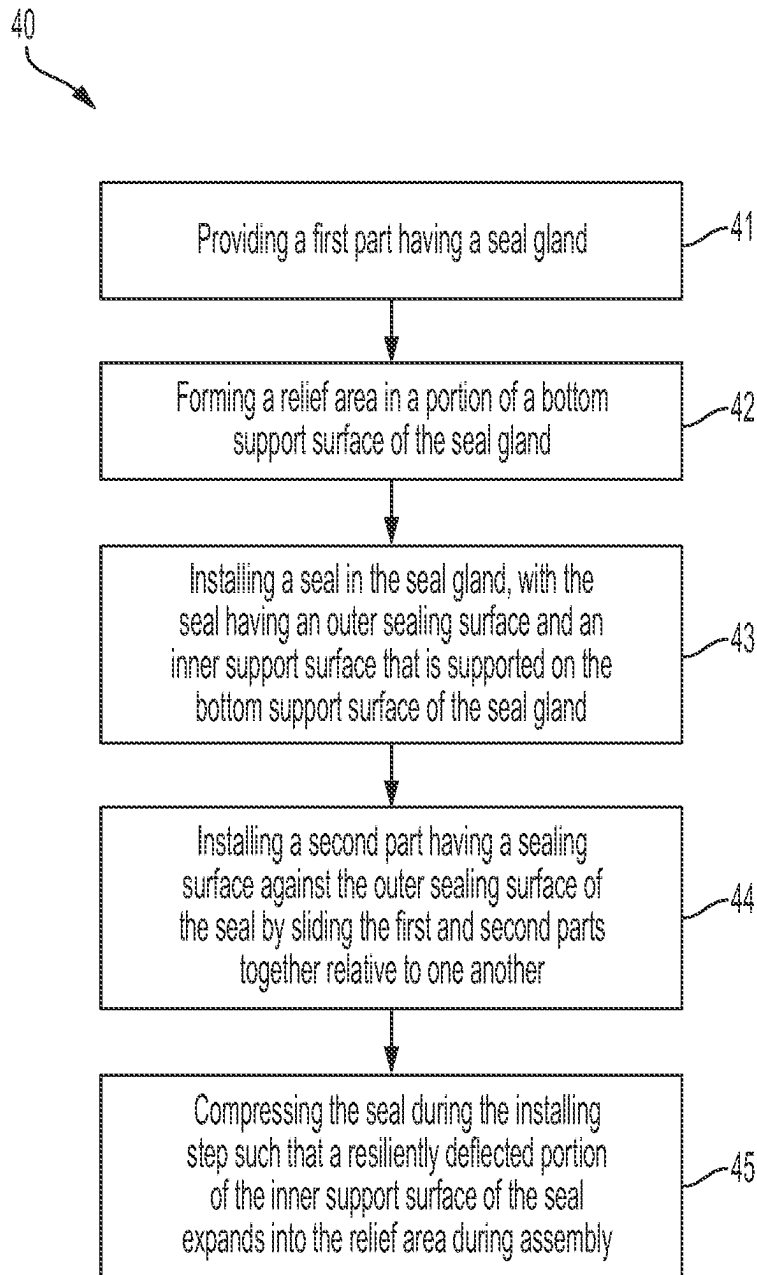 40
Providing a first part having a seal gland
41
Forming a relief area in a portion of a bottom
support surface of the seal gland
42
Installing a seal in the seal gland, with the
seal having an outer sealing surface and an
inner support surface that is supported on the
bottom support surface of the seal gland
43
Installing a second part having a sealing
surface against the outer sealing surface of
the seal by sliding the first and second parts
together relative to one another
44
Compressing the seal during the installing
step such that a resiliently deflected portion
of the inner support surface of the seal
expands into the relief area during assembly
45